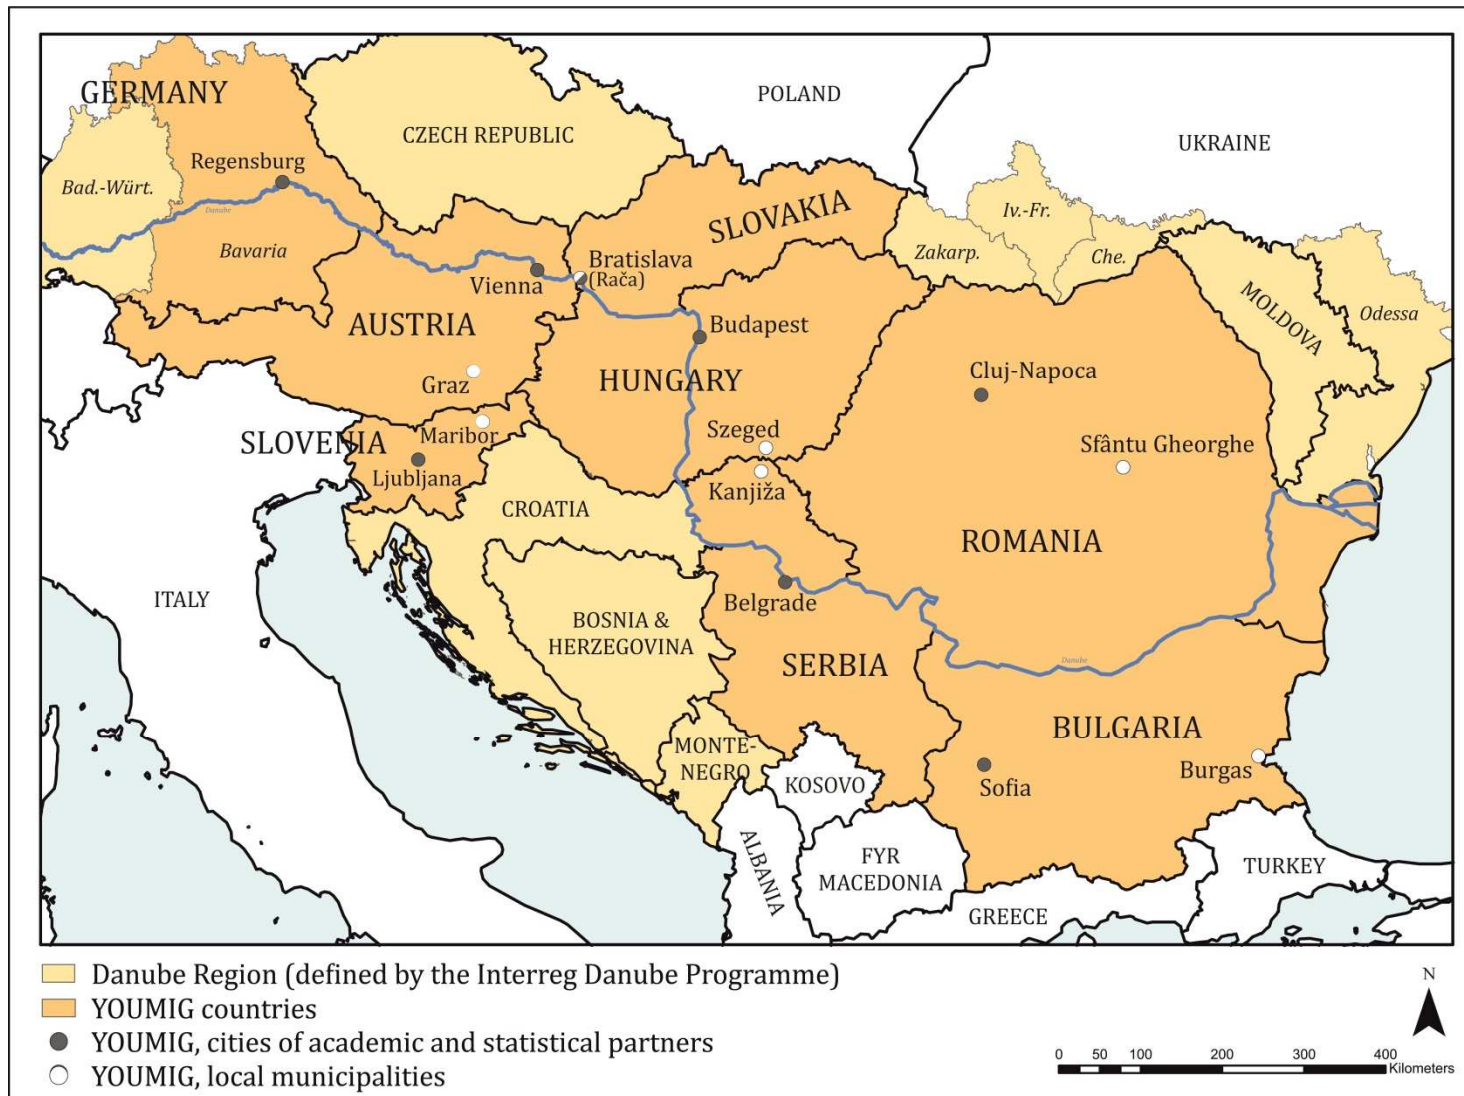 GERMANY
POLAND
CZECH REPUBLIC
UKRAINE
Regensburg
Bad.-Würt.
Danube
Iv.-Fr.
SLOVAKIA
Bavaria
Zakarp.
Che.
Bratislava
(Rača)
Vienna
MOLDOVA
Odessa
AUSTRIA
Budapest
Graz
HUNGARY
Cluj-Napoca
SLOVENIA
Maribor
Szeged
Sfântu Gheorghe
Ljubljana
Kanjiža
CROATIA
ROMANIA
ITALY
Belgrade
BOSNIA &
HERZEGOVINA
SERBIA
Danube
BULGARIA
MONTE-
NEGRO
KOSOVO
Sofia
Burgas
ALBANIA
FYR
MACEDONIA
TURKEY
GREECE
Danube Region (defined by the Interreg Danube Programme)
YOUMIG countries
YOUMIG, cities of academic and statistical partners
YOUMIG, local municipalities
N
0 50 100 200 300 400
Kilometers